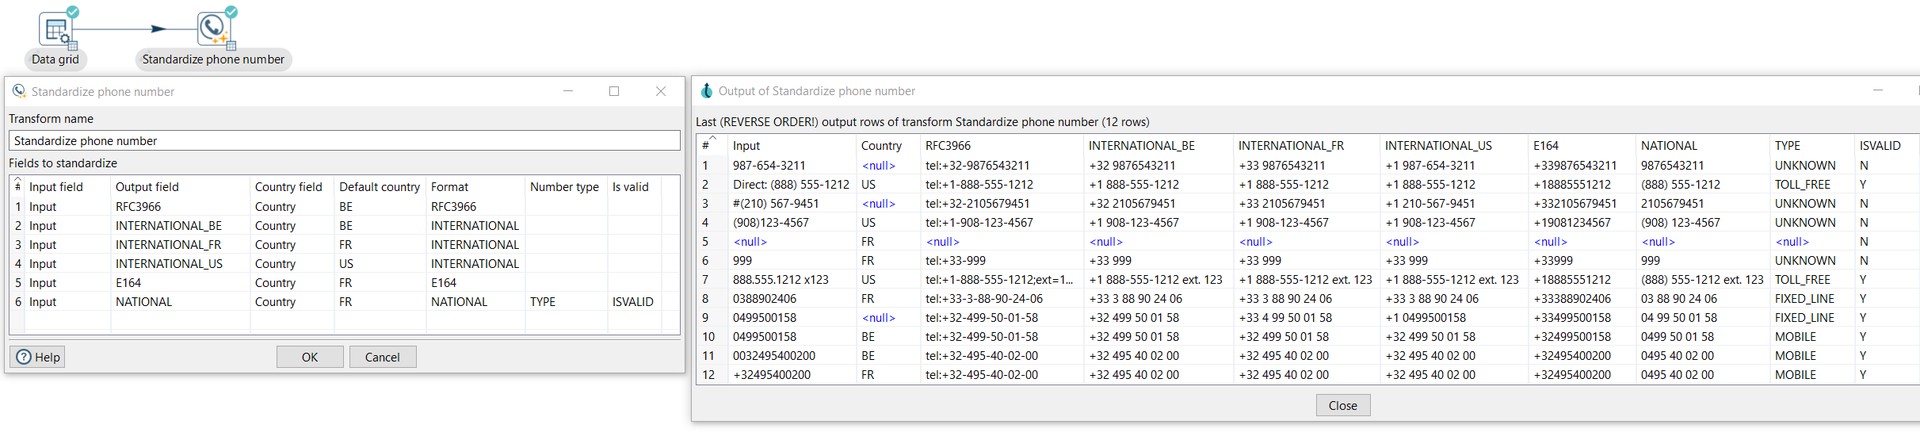 Data grid
Standardize phone number
Standardize phone number
Transform name
Standardize phone number
Fields to standardize
# Input field Output field Country field Default country Format Number type Is valid
1 Input RFC3966 Country BE RFC3966
2 Input INTERNATIONAL_BE Country BE INTERNATIONAL
3 Input INTERNATIONAL_FR Country FR INTERNATIONAL
4 Input INTERNATIONAL_US Country US INTERNATIONAL
5 Input E164 Country FR E164
6 Input NATIONAL Country FR NATIONAL TYPE ISVALID
? Help OK Cancel
Output of Standardize phone number
Last (REVERSE ORDER!) output rows of transform Standardize phone number (12 rows)
# Input Country RFC3966 INTERNATIONAL_BE INTERNATIONAL_FR INTERNATIONAL_US E164 NATIONAL TYPE ISVALID
1 987-654-3211 <null> tel:+32-9876543211 +32 9876543211 +33 9876543211 +1 987-654-3211 +339876543211 9876543211 UNKNOWN N
2 Direct: (888) 555-1212 US tel:+1-888-555-1212 +1 888-555-1212 +1 888-555-1212 +1 888-555-1212 +18885551212 (888) 555-1212 TOLL_FREE Y
3 #(210) 567-9451 <null> tel:+32-2105679451 +32 2105679451 +33 2105679451 +1 210-567-9451 +332105679451 2105679451 UNKNOWN N
4 (908)123-4567 US tel:+1-908-123-4567 +1 908-123-4567 +1 908-123-4567 +1 908-123-4567 +19081234567 (908) 123-4567 UNKNOWN N
5 <null> FR <null> <null> <null> <null> <null> <null> <null> N
6 999 FR tel:+33-999 +33 999 +33 999 +33 999 +33999 999 UNKNOWN N
7 888.555.1212 x123 US tel:+1-888-555-1212;ext=1... +1 888-555-1212 ext. 123 +1 888-555-1212 ext. 123 +1 888-555-1212 ext. 123 +18885551212 (888) 555-1212 ext. 123 TOLL_FREE Y
8 0388902406 FR tel:+33-3-88-90-24-06 +33 3 88 90 24 06 +33 3 88 90 24 06 +33 3 88 90 24 06 +33388902406 03 88 90 24 06 FIXED_LINE Y
9 0499500158 <null> tel:+32-499-50-01-58 +32 499 50 01 58 +33 4 99 50 01 58 +1 0499500158 +33499500158 04 99 50 01 58 FIXED_LINE Y
10 0499500158 BE tel:+32-499-50-01-58 +32 499 50 01 58 +32 499 50 01 58 +32 499 50 01 58 +32499500158 0499 50 01 58 MOBILE Y
11 0032495400200 BE tel:+32-495-40-02-00 +32 495 40 02 00 +32 495 40 02 00 +32 495 40 02 00 +32495400200 0495 40 02 00 MOBILE Y
12 +32495400200 FR tel:+32-495-40-02-00 +32 495 40 02 00 +32 495 40 02 00 +32 495 40 02 00 +32495400200 0495 40 02 00 MOBILE Y
Close